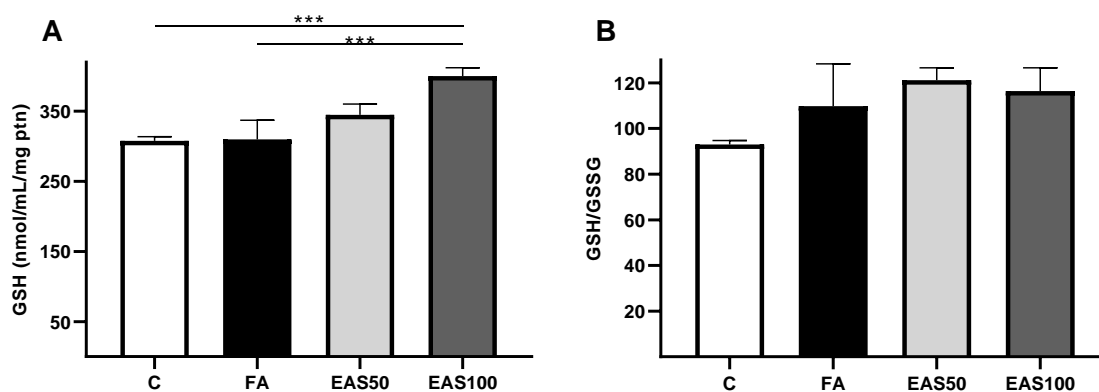 A
***
***
GSH (nmol/mL/mg ptn)
350
250
150
50
C FA EAS50 EAS100
B
GSH/GSSG
120
100
80
60
40
20
C FA EAS50 EAS100